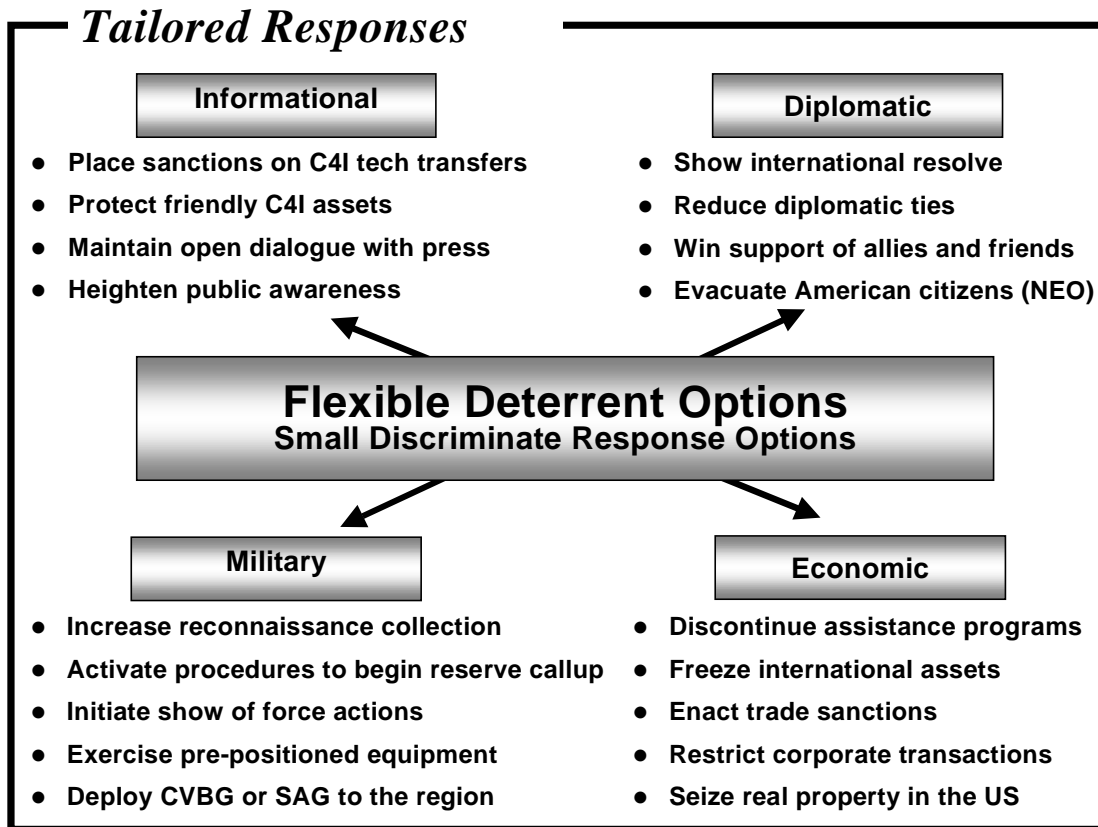 Tailored Responses
Informational
● Place sanctions on C4I tech transfers
● Protect friendly C4I assets
● Maintain open dialogue with press
● Heighten public awareness
Diplomatic
● Show international resolve
● Reduce diplomatic ties
● Win support of allies and friends
● Evacuate American citizens (NEO)
Flexible Deterrent Options
Small Discriminate Response Options
Military
● Increase reconnaissance collection
● Activate procedures to begin reserve callup
● Initiate show of force actions
● Exercise pre-positioned equipment
● Deploy CVBG or SAG to the region
Economic
● Discontinue assistance programs
● Freeze international assets
● Enact trade sanctions
● Restrict corporate transactions
● Seize real property in the US